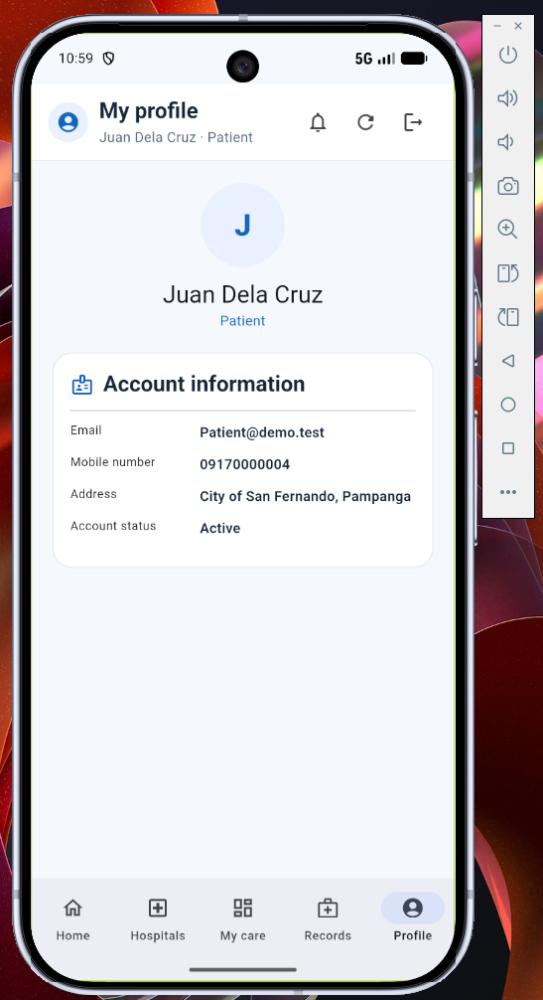 10:59
5G
My profile
Juan Dela Cruz · Patient
J
Juan Dela Cruz
Patient
Account information
Email Patient@demo.test
Mobile number 09170000004
Address City of San Fernando, Pampanga
Account status Active
Home Hospitals My care Records Profile